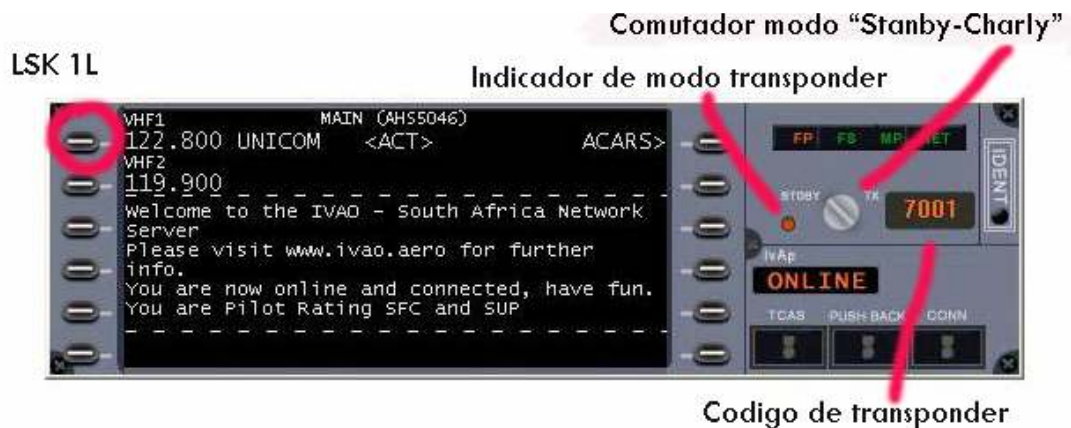 Comutador modo “Stanby-Charly”
LSK 1L
Indicador de modo transponder
VHF1 MAIN (AHS5046)
122.800 UNICOM <ACT> ACARS>
VHF2
119.900
Welcome to the IVAO - South Africa Network
Server
Please visit www.ivao.aero for further
info.
You are now online and connected, have fun.
You are Pilot Rating SFC and SUP
FP FS MP NET
IDENT
STDBY TX
7001
IvAp
ONLINE
TCAS PUSH BACK CONN
Codigo de transponder